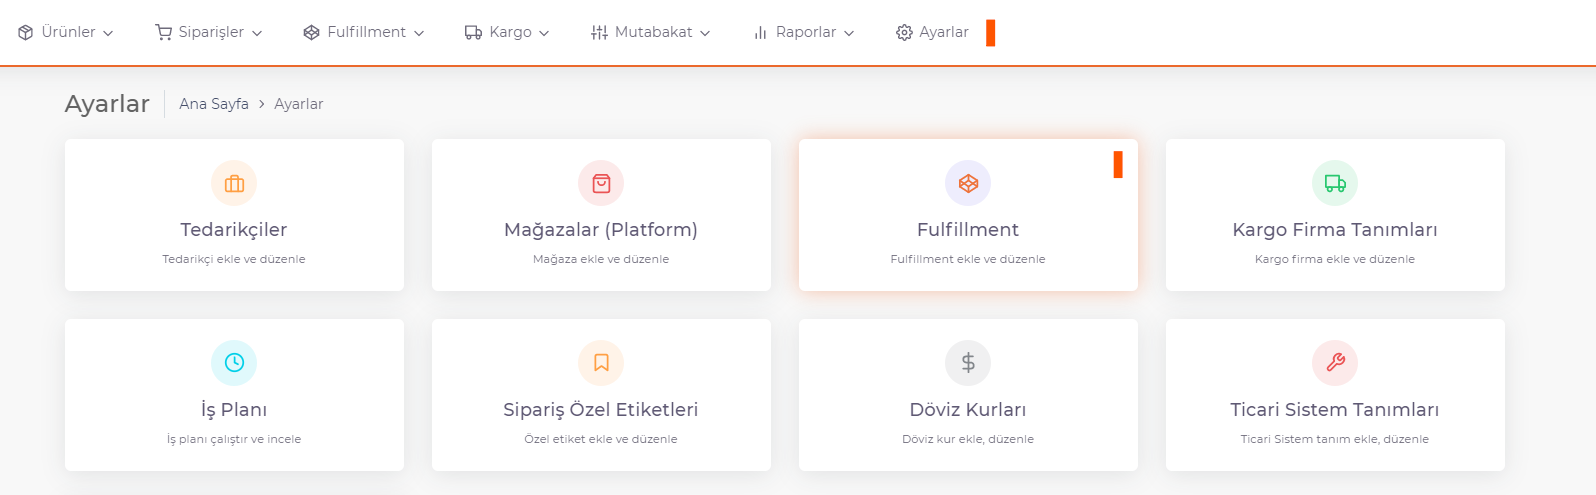 Ürünler Siparişler Fulfillment Kargo Mutabakat Raporlar Ayarlar
Ayarlar Ana Sayfa > Ayarlar
Tedarikçiler
Tedarikçi ekle ve düzenle
Mağazalar (Platform)
Mağaza ekle ve düzenle
Fulfillment
Fulfillment ekle ve düzenle
Kargo Firma Tanımları
Kargo firma ekle ve düzenle
İş Planı
İş planı çalıştır ve incele
Sipariş Özel Etiketleri
Özel etiket ekle ve düzenle
Döviz Kurları
Döviz kur ekle, düzenle
Ticari Sistem Tanımları
Ticari Sistem tanım ekle, düzenle